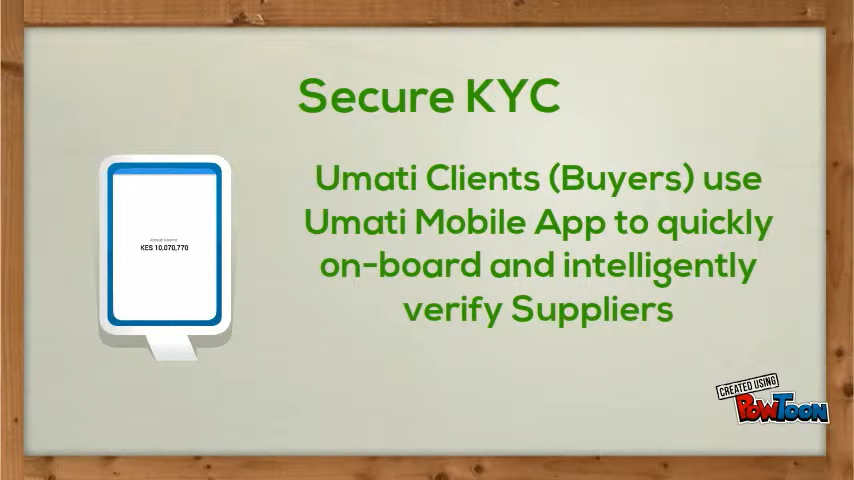 Secure KYC
Umati Clients (Buyers) use
Umati Mobile App to quickly
on-board and intelligently
verify Suppliers
KES 10,070,770
CREATED USING
POWTOON